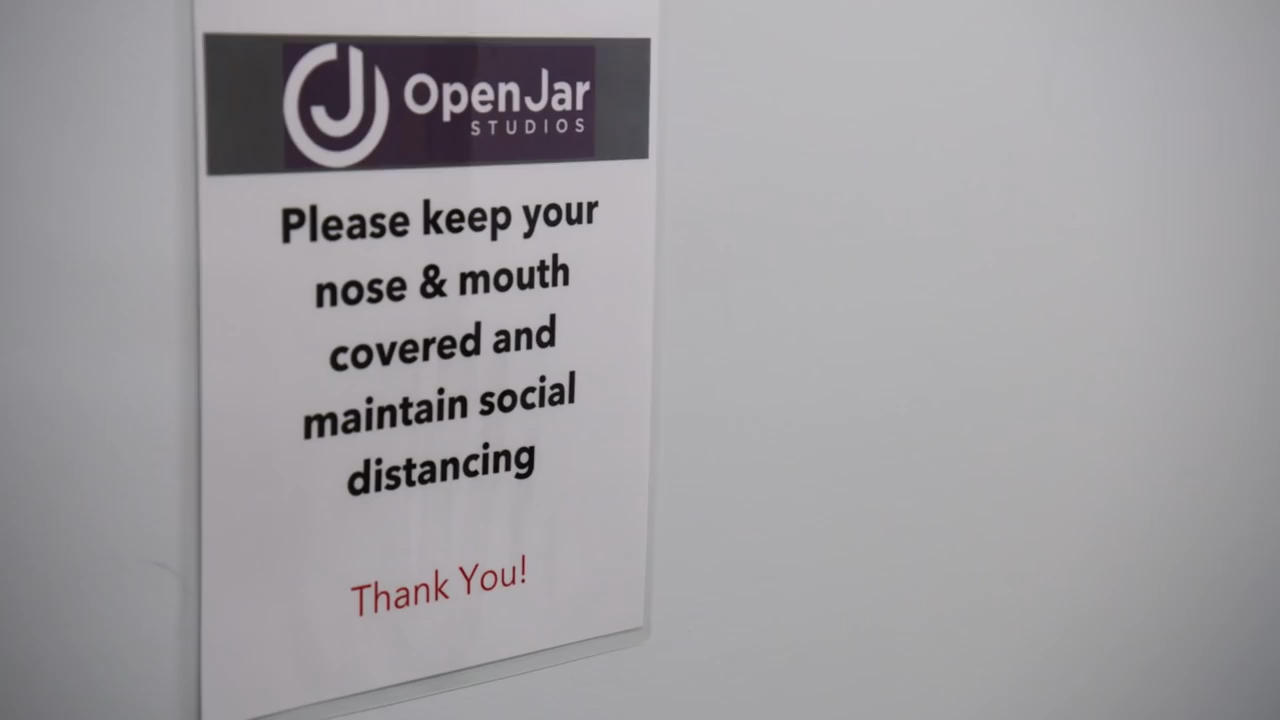 OpenJar
STUDIOS
Please keep your
nose & mouth
covered and
maintain social
distancing
Thank You!